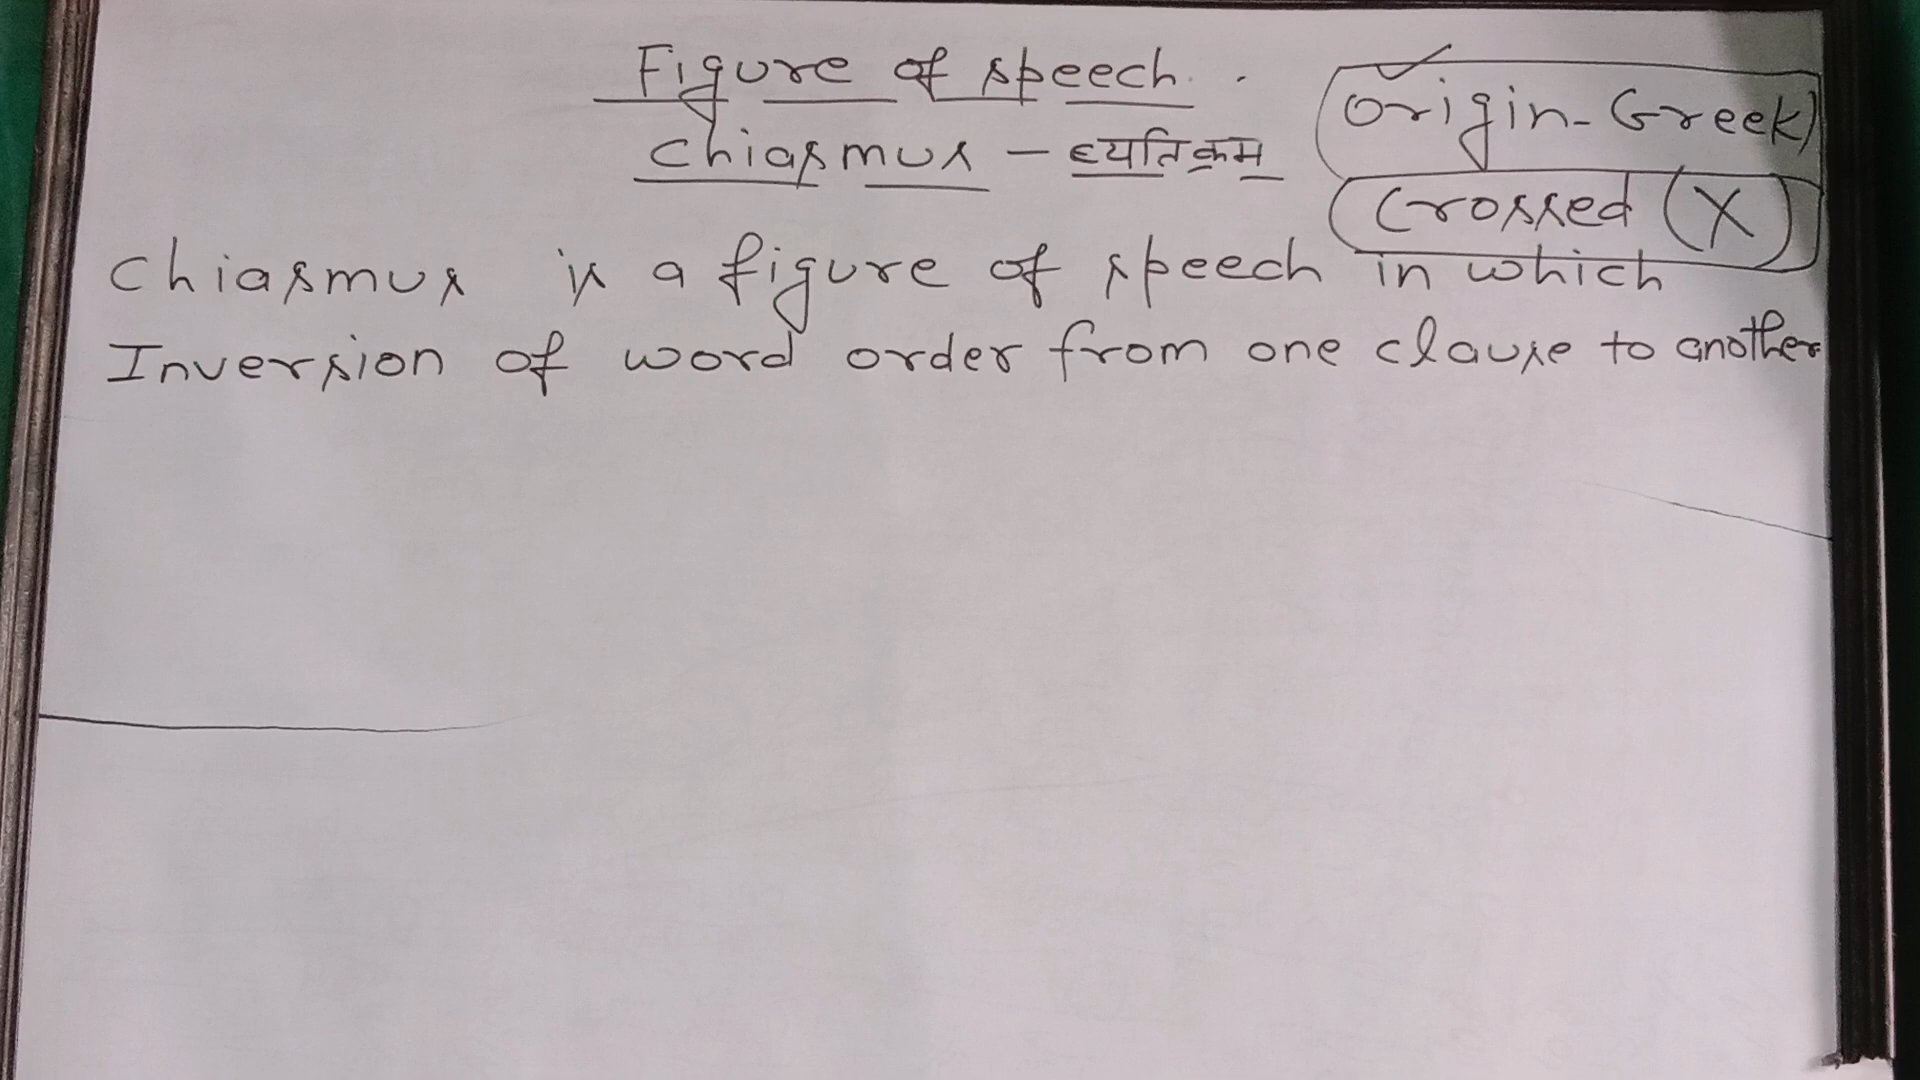 Figure of speech.
Origin - Greek
Chiasmus - व्यतिक्रम
Crossed (X)
Chiasmus is a figure of speech in which
Inversion of word order from one clause to another